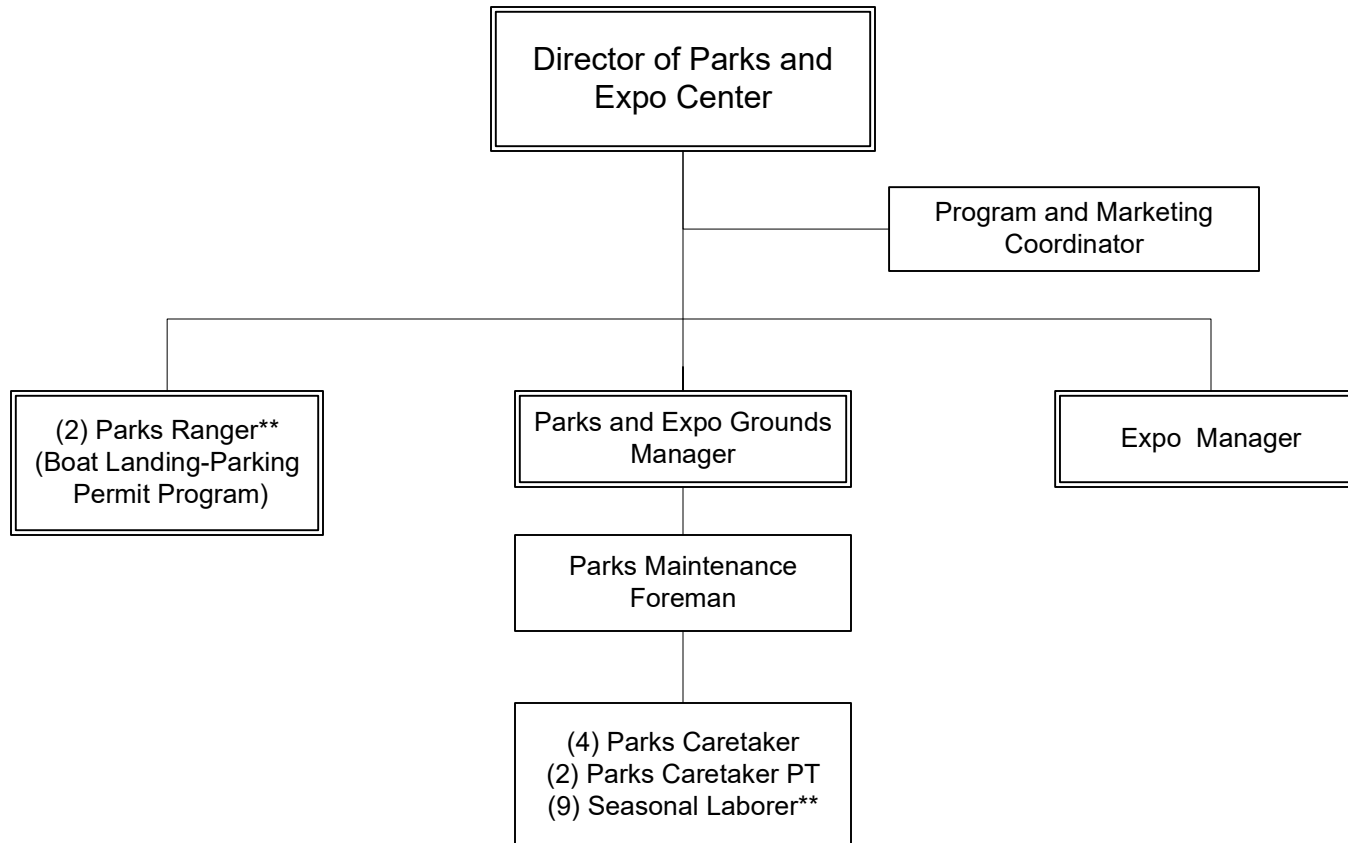 Director of Parks and
Expo Center
Program and Marketing
Coordinator
(2) Parks Ranger**
(Boat Landing-Parking
Permit Program)
Parks and Expo Grounds
Manager
Expo  Manager
Parks Maintenance
Foreman
(4) Parks Caretaker
(2) Parks Caretaker PT
(9) Seasonal Laborer**